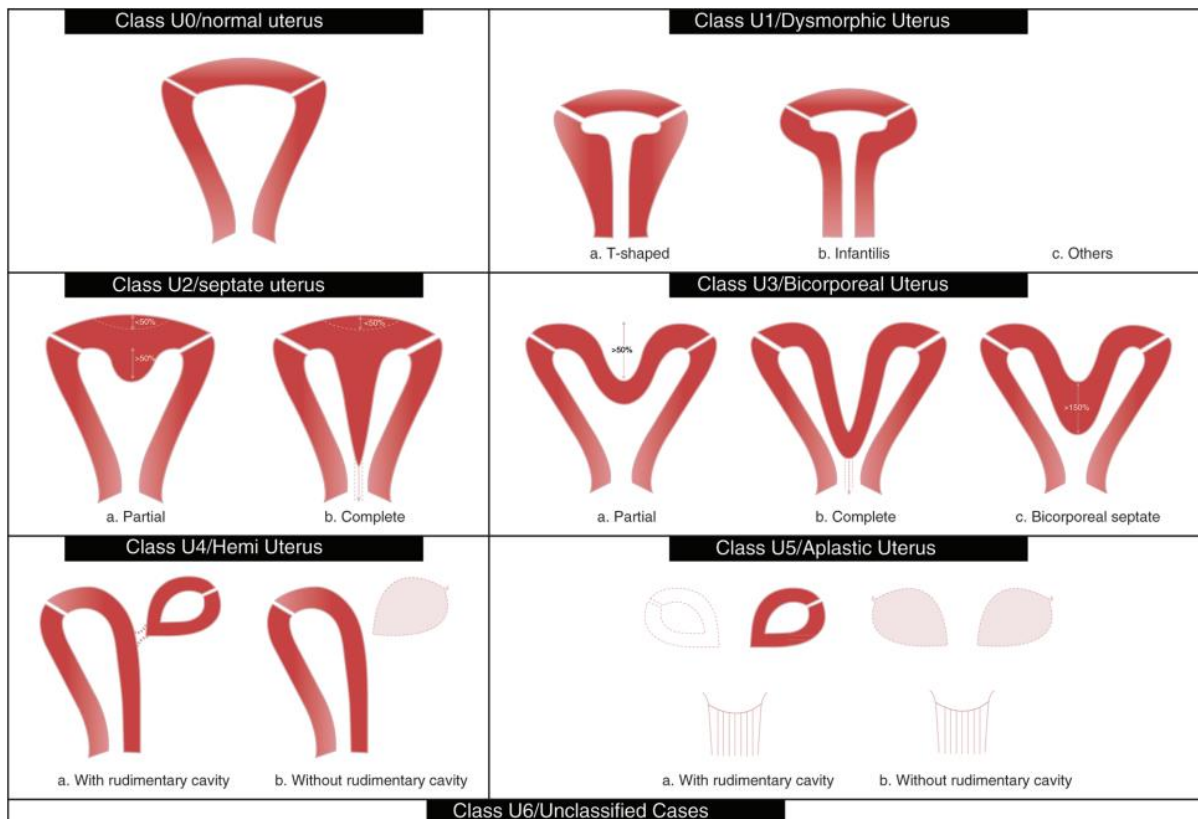 Class U0/normal uterus
Class U1/Dysmorphic Uterus
a. T-shaped
b. Infantilis
c. Others
Class U2/septate uterus
<50%
>50%
<50%
a. Partial
b. Complete
Class U3/Bicorporeal Uterus
>50%
>150%
a. Partial
b. Complete
c. Bicorporeal septate
Class U4/Hemi Uterus
a. With rudimentary cavity
b. Without rudimentary cavity
Class U5/Aplastic Uterus
a. With rudimentary cavity
b. Without rudimentary cavity
Class U6/Unclassified Cases